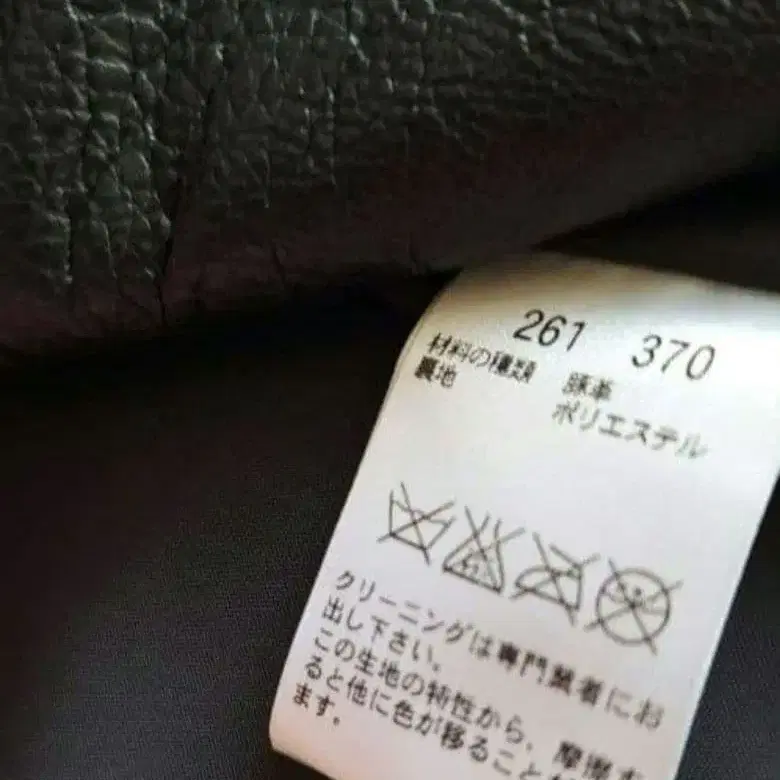 261 370
材料の種類 豚革
裏地 ポリエステル
クリーニングは専門業者にお
出し下さい。
この生地の特性から、摩擦す
ると他に色が移ること
ます。